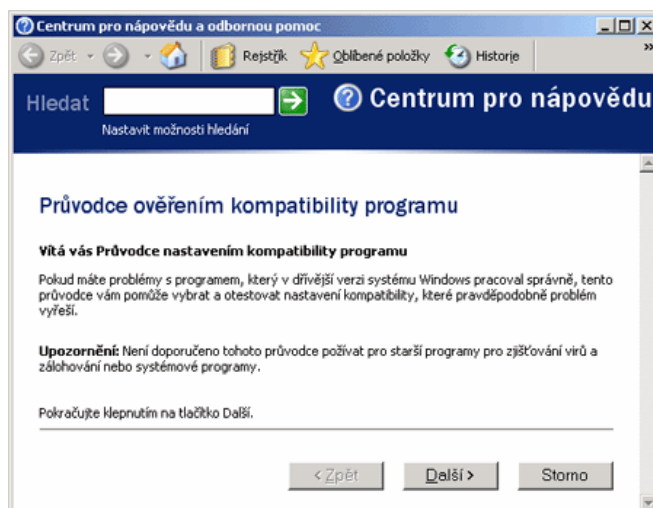 Centrum pro nápovědu a odbornou pomoc
Zpět Rejstřík Oblíbené položky Historie »
Hledat Centrum pro nápovědu
Nastavit možnosti hledání
Průvodce ověřením kompatibility programu
Vítá vás Průvodce nastavením kompatibility programu
Pokud máte problémy s programem, který v dřívější verzi systému Windows pracoval správně, tento
průvodce vám pomůže vybrat a otestovat nastavení kompatibility, které pravděpodobně problém
vyřeší.
Upozornění: Není doporučeno tohoto průvodce požívat pro starší programy pro zjišťování virů a
zálohování nebo systémové programy.
Pokračujte klepnutím na tlačítko Další.
< Zpět Další > Storno